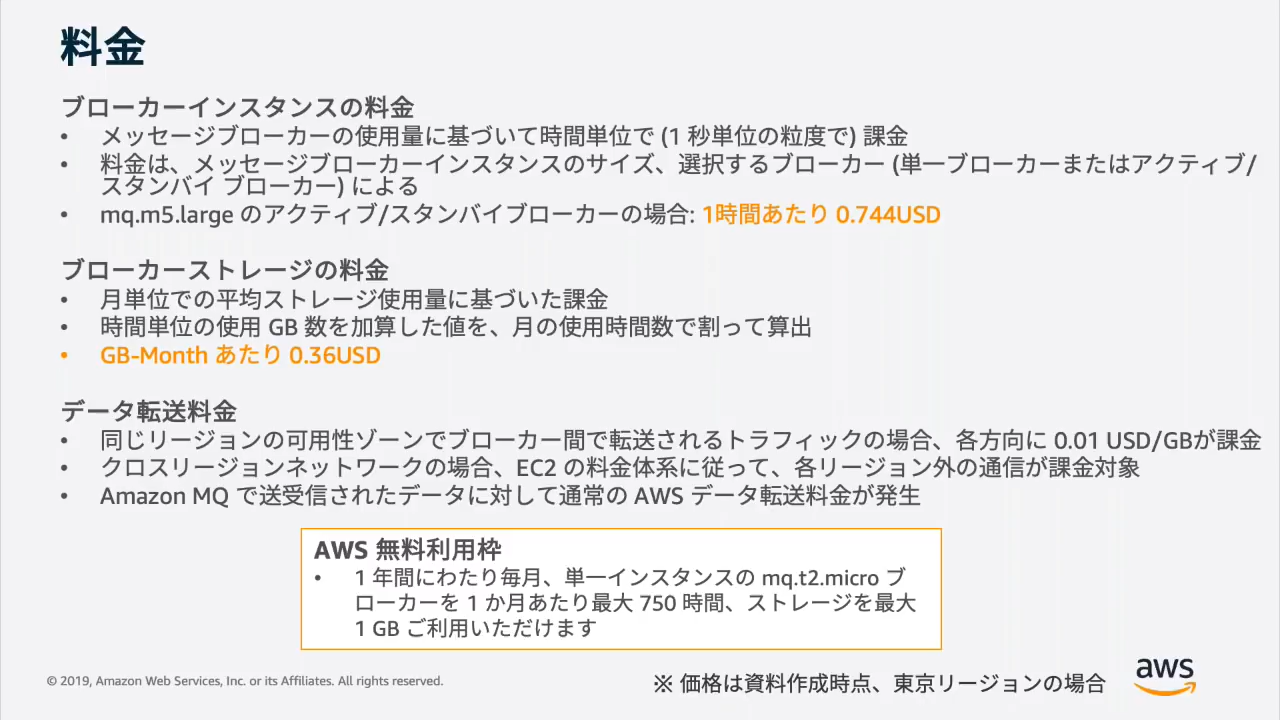 料金
ブローカーインスタンスの料金
• メッセージブローカーの使用量に基づいて時間単位で (1 秒単位の粒度で) 課金
• 料金は、メッセージブローカーインスタンスのサイズ、選択するブローカー (単一ブローカーまたはアクティブ/
スタンバイ ブローカー) による
• mq.m5.large のアクティブ/スタンバイブローカーの場合: 1時間あたり 0.744USD
ブローカーストレージの料金
• 月単位での平均ストレージ使用量に基づいた課金
• 時間単位の使用 GB 数を加算した値を、月の使用時間数で割って算出
• GB-Month あたり 0.36USD
データ転送料金
• 同じリージョンの可用性ゾーンでブローカー間で転送されるトラフィックの場合、各方向に 0.01 USD/GBが課金
• クロスリージョンネットワークの場合、EC2 の料金体系に従って、各リージョン外の通信が課金対象
• Amazon MQ で送受信されたデータに対して通常の AWS データ転送料金が発生
AWS 無料利用枠
• 1 年間にわたり毎月、単一インスタンスの mq.t2.micro ブ
ローカーを 1 か月あたり最大 750 時間、ストレージを最大
1 GB ご利用いただけます
© 2019, Amazon Web Services, Inc. or its Affiliates. All rights reserved.
※ 価格は資料作成時点、東京リージョンの場合
aws